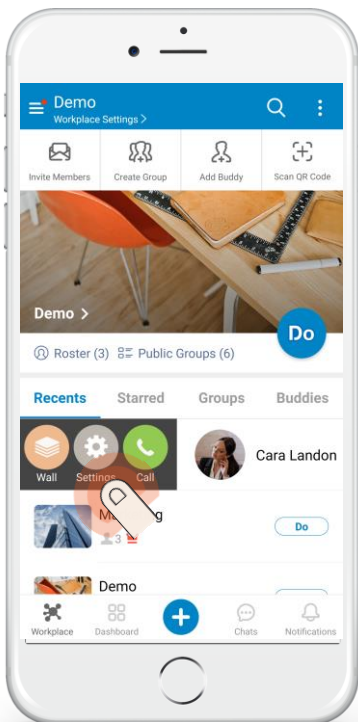 Demo
Workplace Settings >
Invite Members
Create Group
Add Buddy
Scan QR Code
Demo >
Do
Roster (3)
Public Groups (6)
Recents
Starred
Groups
Buddies
Wall
Settings
Call
Cara Landon
3
Do
Demo
Workplace
Dashboard
Chats
Notifications